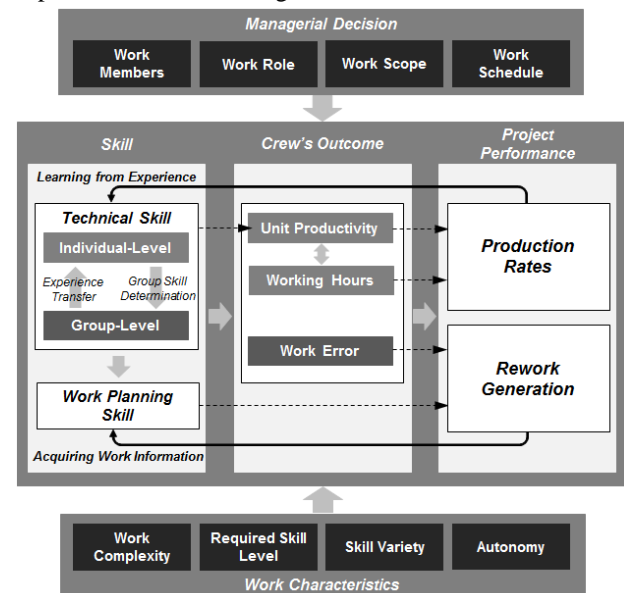 Managerial Decision
Work
Members
Work Role
Work Scope
Work
Schedule
Skill
Crew's Outcome
Project
Performance
Learning from Experience
Technical Skill
Individual-Level
Experience
Transfer
Group Skill
Determination
Group-Level
Work Planning
Skill
Acquiring Work Information
Unit Productivity
Working Hours
Work Error
Production
Rates
Rework
Generation
Work
Complexity
Required Skill
Level
Skill Variety
Autonomy
Work Characteristics